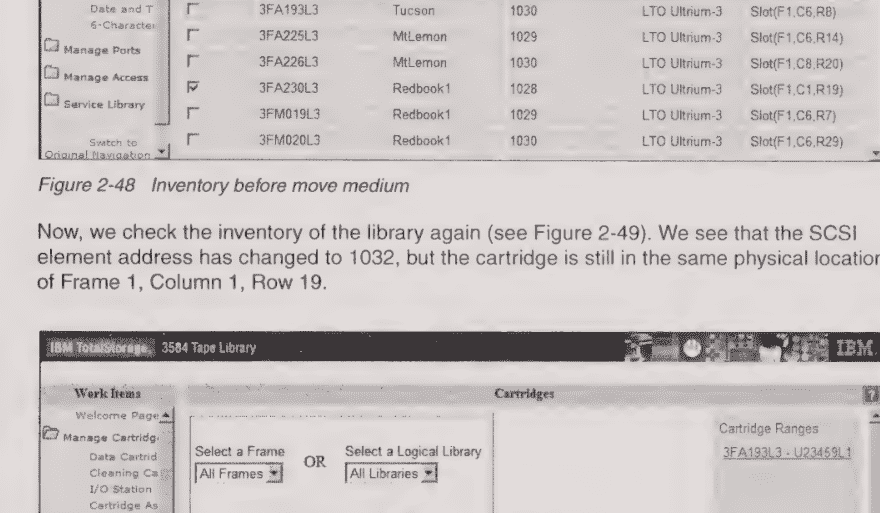 Date and T
6-Character
Manage Ports
Manage Access
Service Library
Switch to
Original Navigation
3FA193L3 Tucson 1030 LTO Ultrium-3 Slot(F1,C6,R8)
3FA225L3 MtLemon 1029 LTO Ultrium-3 Slot(F1,C6,R14)
3FA226L3 MtLemon 1030 LTO Ultrium-3 Slot(F1,C8,R20)
3FA230L3 Redbook1 1028 LTO Ultrium-3 Slot(F1,C1,R19)
3FM019L3 Redbook1 1029 LTO Ultrium-3 Slot(F1,C6,R7)
3FM020L3 Redbook1 1030 LTO Ultrium-3 Slot(F1,C6,R29)
Figure 2-48 Inventory before move medium
Now, we check the inventory of the library again (see Figure 2-49). We see that the SCSI
element address has changed to 1032, but the cartridge is still in the same physical location
of Frame 1, Column 1, Row 19.
IBM TotalStorage 3584 Tape Library IBM
Work Items
Welcome Page
Manage Cartridg
Data Cartrid
Cleaning Ca
I/O Station
Cartridge As
Cartridges ?
Select a Frame OR Select a Logical Library
All Frames All Libraries
Cartridge Ranges
3FA193L3 - U23459L1